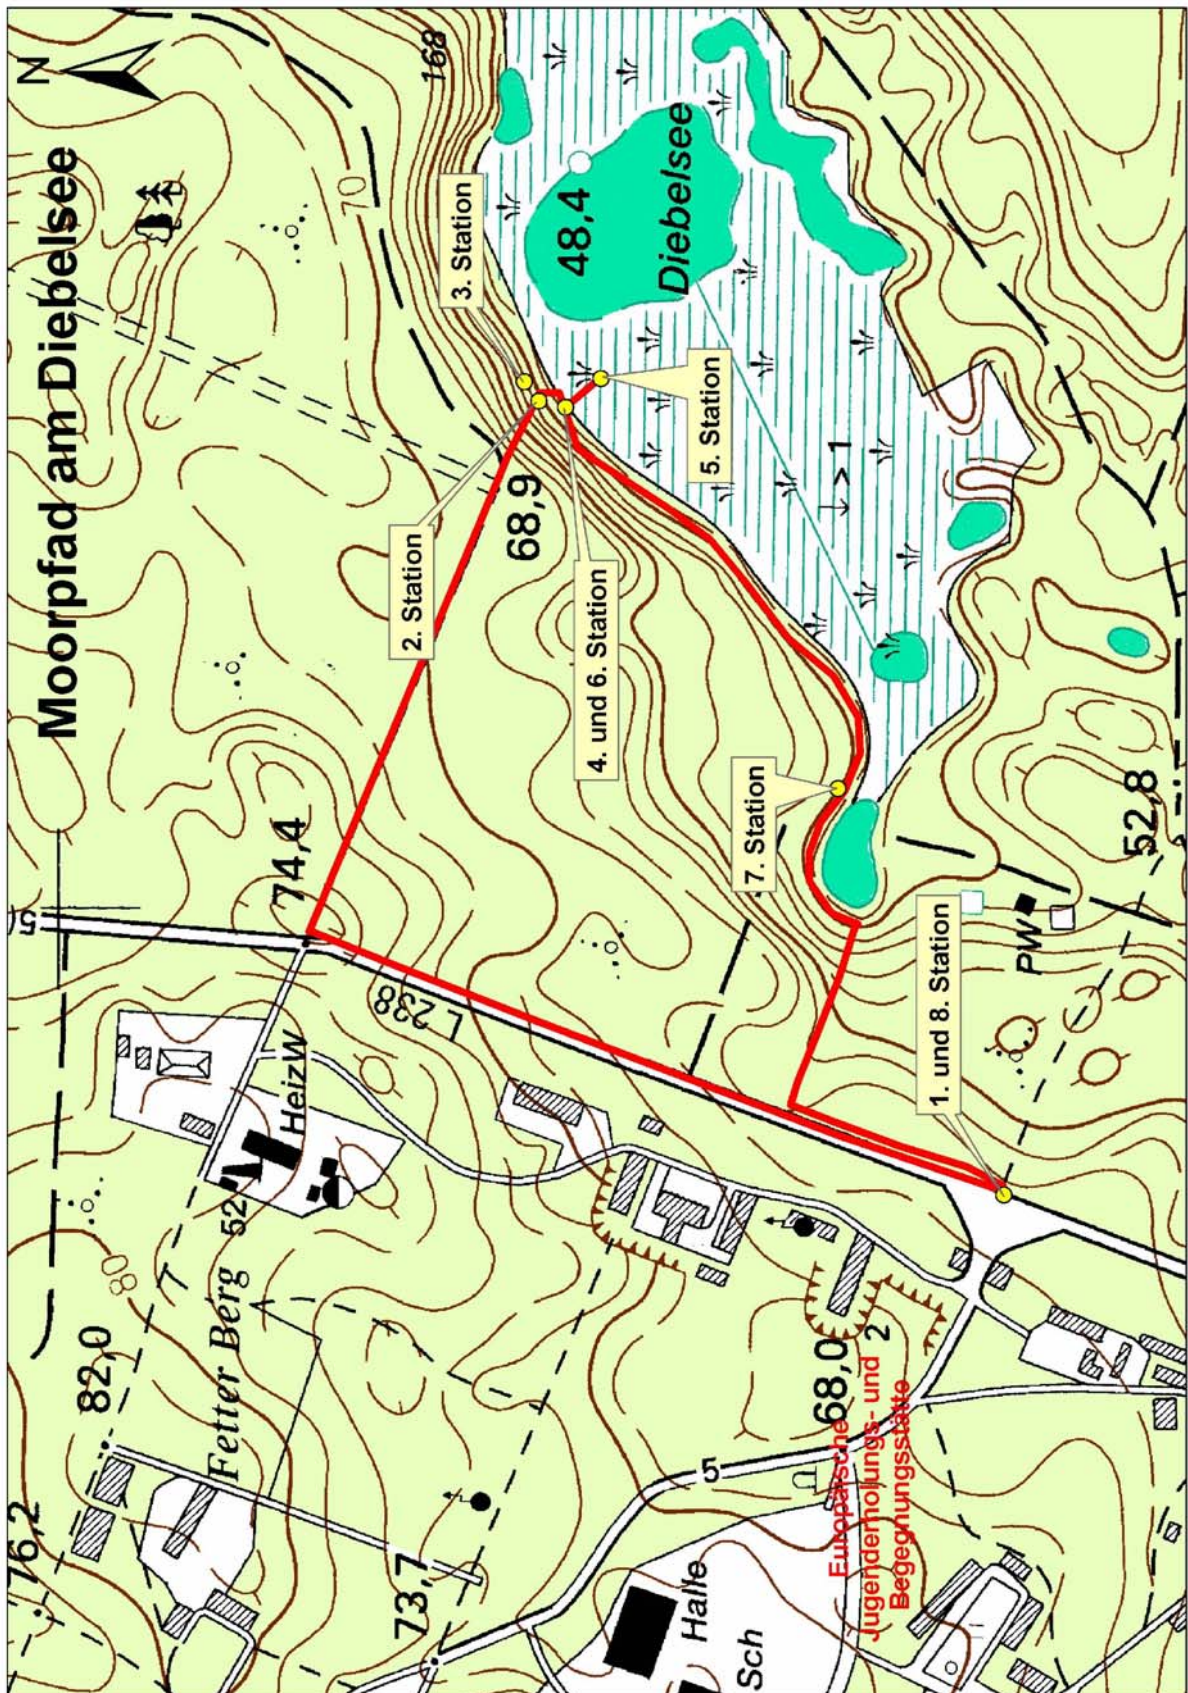 Moorpfad am Diebelsee
N
168
70
3. Station
48,4
Diebelsee
5. Station
2. Station
68,9
4. und 6. Station
> 1
7. Station
74,4
L 238
HeizW
1. und 8. Station
PW
52,8
Fetter Berg
52
80
82,0
76,2
73,7
5
68,0
2
Europäische
Jugenderholungs- und
Begegnungsstätte
Halle
Sch